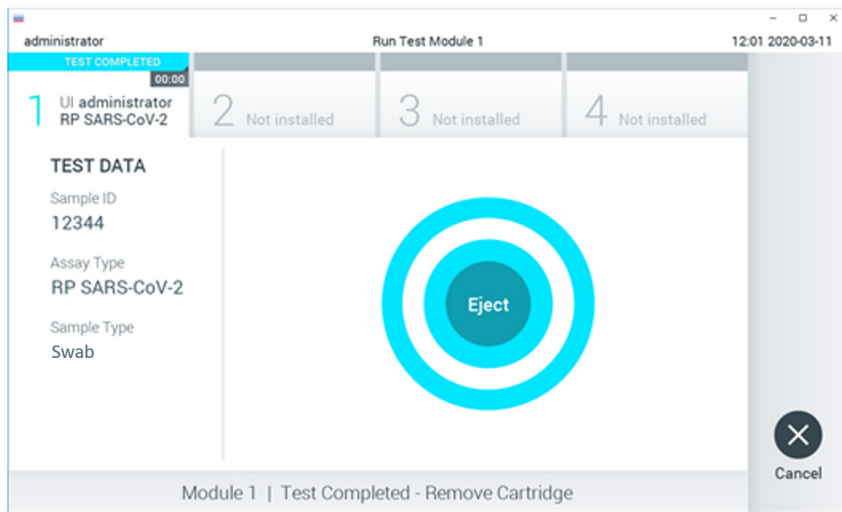 administrator
Run Test Module 1
12:01 2020-03-11
TEST COMPLETED
00:00
1
UI administrator
RP SARS-CoV-2
2 Not installed
3 Not installed
4 Not installed
TEST DATA
Sample ID
12344
Assay Type
RP SARS-CoV-2
Sample Type
Swab
Eject
Cancel
Module 1 | Test Completed - Remove Cartridge